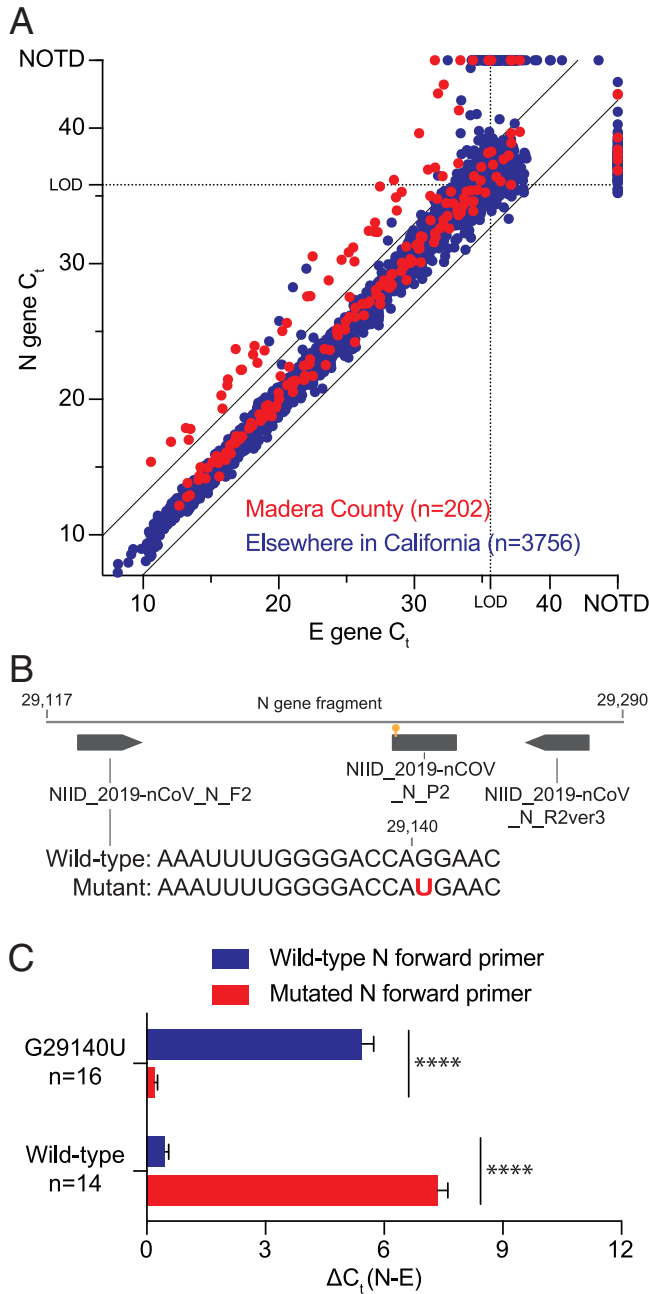 A
NOTD
40
LOD
30
20
10
N gene Ct
Madera County (n=202)
Elsewhere in California (n=3756)
10
20
30
LOD
40
NOTD
E gene Ct
B
29,117
N gene fragment
29,290
NIID_2019-nCoV_N_F2
NIID_2019-nCOV
_N_P2
NIID_2019-nCoV
_N_R2ver3
29,140
Wild-type: AAAUUUUGGGGACCAGGAAC
Mutant: AAAUUUUGGGGACCAUGAAC
C
Wild-type N forward primer
Mutated N forward primer
G29140U
n=16
****
Wild-type
n=14
****
0
3
6
9
12
ΔCt (N-E)